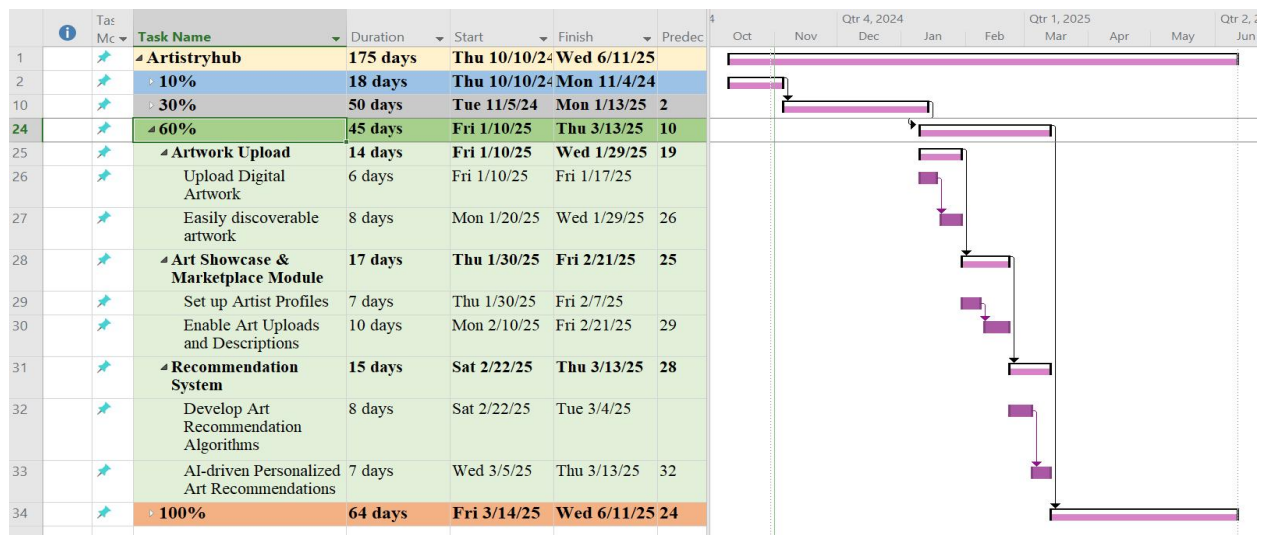 4 Qtr 4, 2024 Qtr 1, 2025 Qtr 2, 2
Tas
Mc Task Name Duration Start Finish Predec Oct Nov Dec Jan Feb Mar Apr May Jun
1 Artistryhub 175 days Thu 10/10/24 Wed 6/11/25
2 10% 18 days Thu 10/10/24 Mon 11/4/24
10 30% 50 days Tue 11/5/24 Mon 1/13/25 2
24 60% 45 days Fri 1/10/25 Thu 3/13/25 10
25 Artwork Upload 14 days Fri 1/10/25 Wed 1/29/25 19
26 Upload Digital 6 days Fri 1/10/25 Fri 1/17/25
Artwork
27 Easily discoverable 8 days Mon 1/20/25 Wed 1/29/25 26
artwork
28 Art Showcase & 17 days Thu 1/30/25 Fri 2/21/25 25
Marketplace Module
29 Set up Artist Profiles 7 days Thu 1/30/25 Fri 2/7/25
30 Enable Art Uploads 10 days Mon 2/10/25 Fri 2/21/25 29
and Descriptions
31 Recommendation 15 days Sat 2/22/25 Thu 3/13/25 28
System
32 Develop Art 8 days Sat 2/22/25 Tue 3/4/25
Recommendation
Algorithms
33 AI-driven Personalized 7 days Wed 3/5/25 Thu 3/13/25 32
Art Recommendations
34 100% 64 days Fri 3/14/25 Wed 6/11/25 24